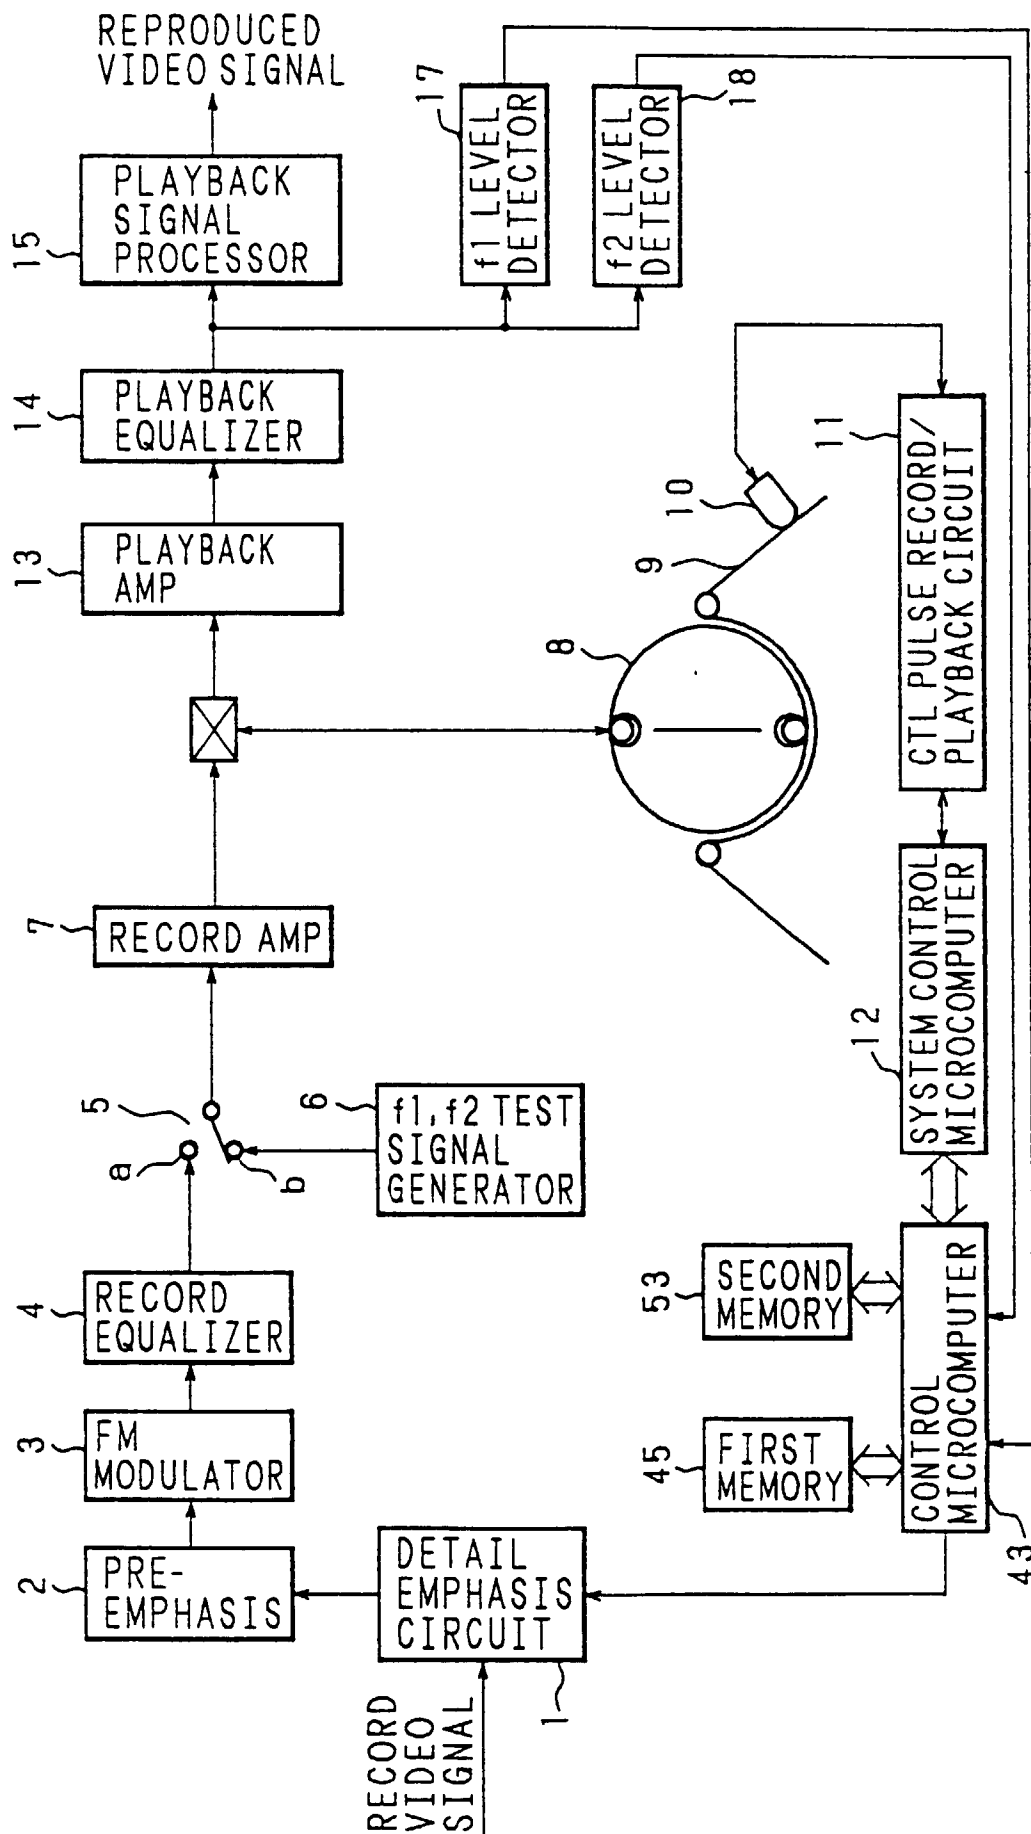 RECORD
VIDEO
SIGNAL
1
DETAIL
EMPHASIS
CIRCUIT
2
PRE-
EMPHASIS
3
FM
MODULATOR
4
RECORD
EQUALIZER
a
5
b
6
f1, f2 TEST
SIGNAL
GENERATOR
7
RECORD AMP
13
PLAYBACK
AMP
14
PLAYBACK
EQUALIZER
15
PLAYBACK
SIGNAL
PROCESSOR
REPRODUCED
VIDEO SIGNAL
17
f1 LEVEL
DETECTOR
f2 LEVEL
DETECTOR
18
8
9
10
45
FIRST
MEMORY
53
SECOND
MEMORY
CONTROL
MICROCOMPUTER
43
12
SYSTEM CONTROL
MICROCOMPUTER
11
CTL PULSE RECORD/
PLAYBACK CIRCUIT